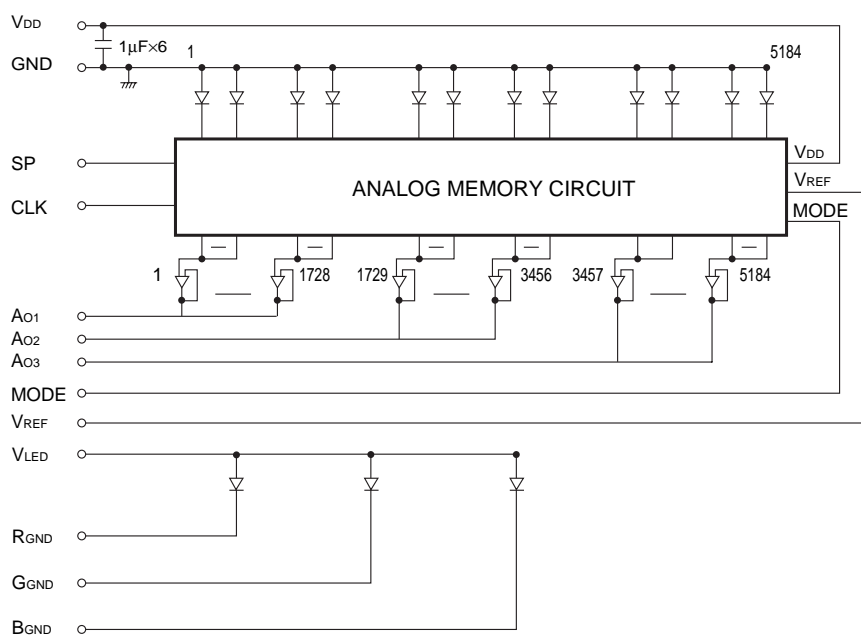 VDD
1μF×6
1
5184
GND
VDD
SP
VREF
ANALOG MEMORY CIRCUIT
CLK
MODE
1
1728
1729
3456
3457
5184
AO1
AO2
AO3
MODE
VREF
VLED
RGND
GGND
BGND